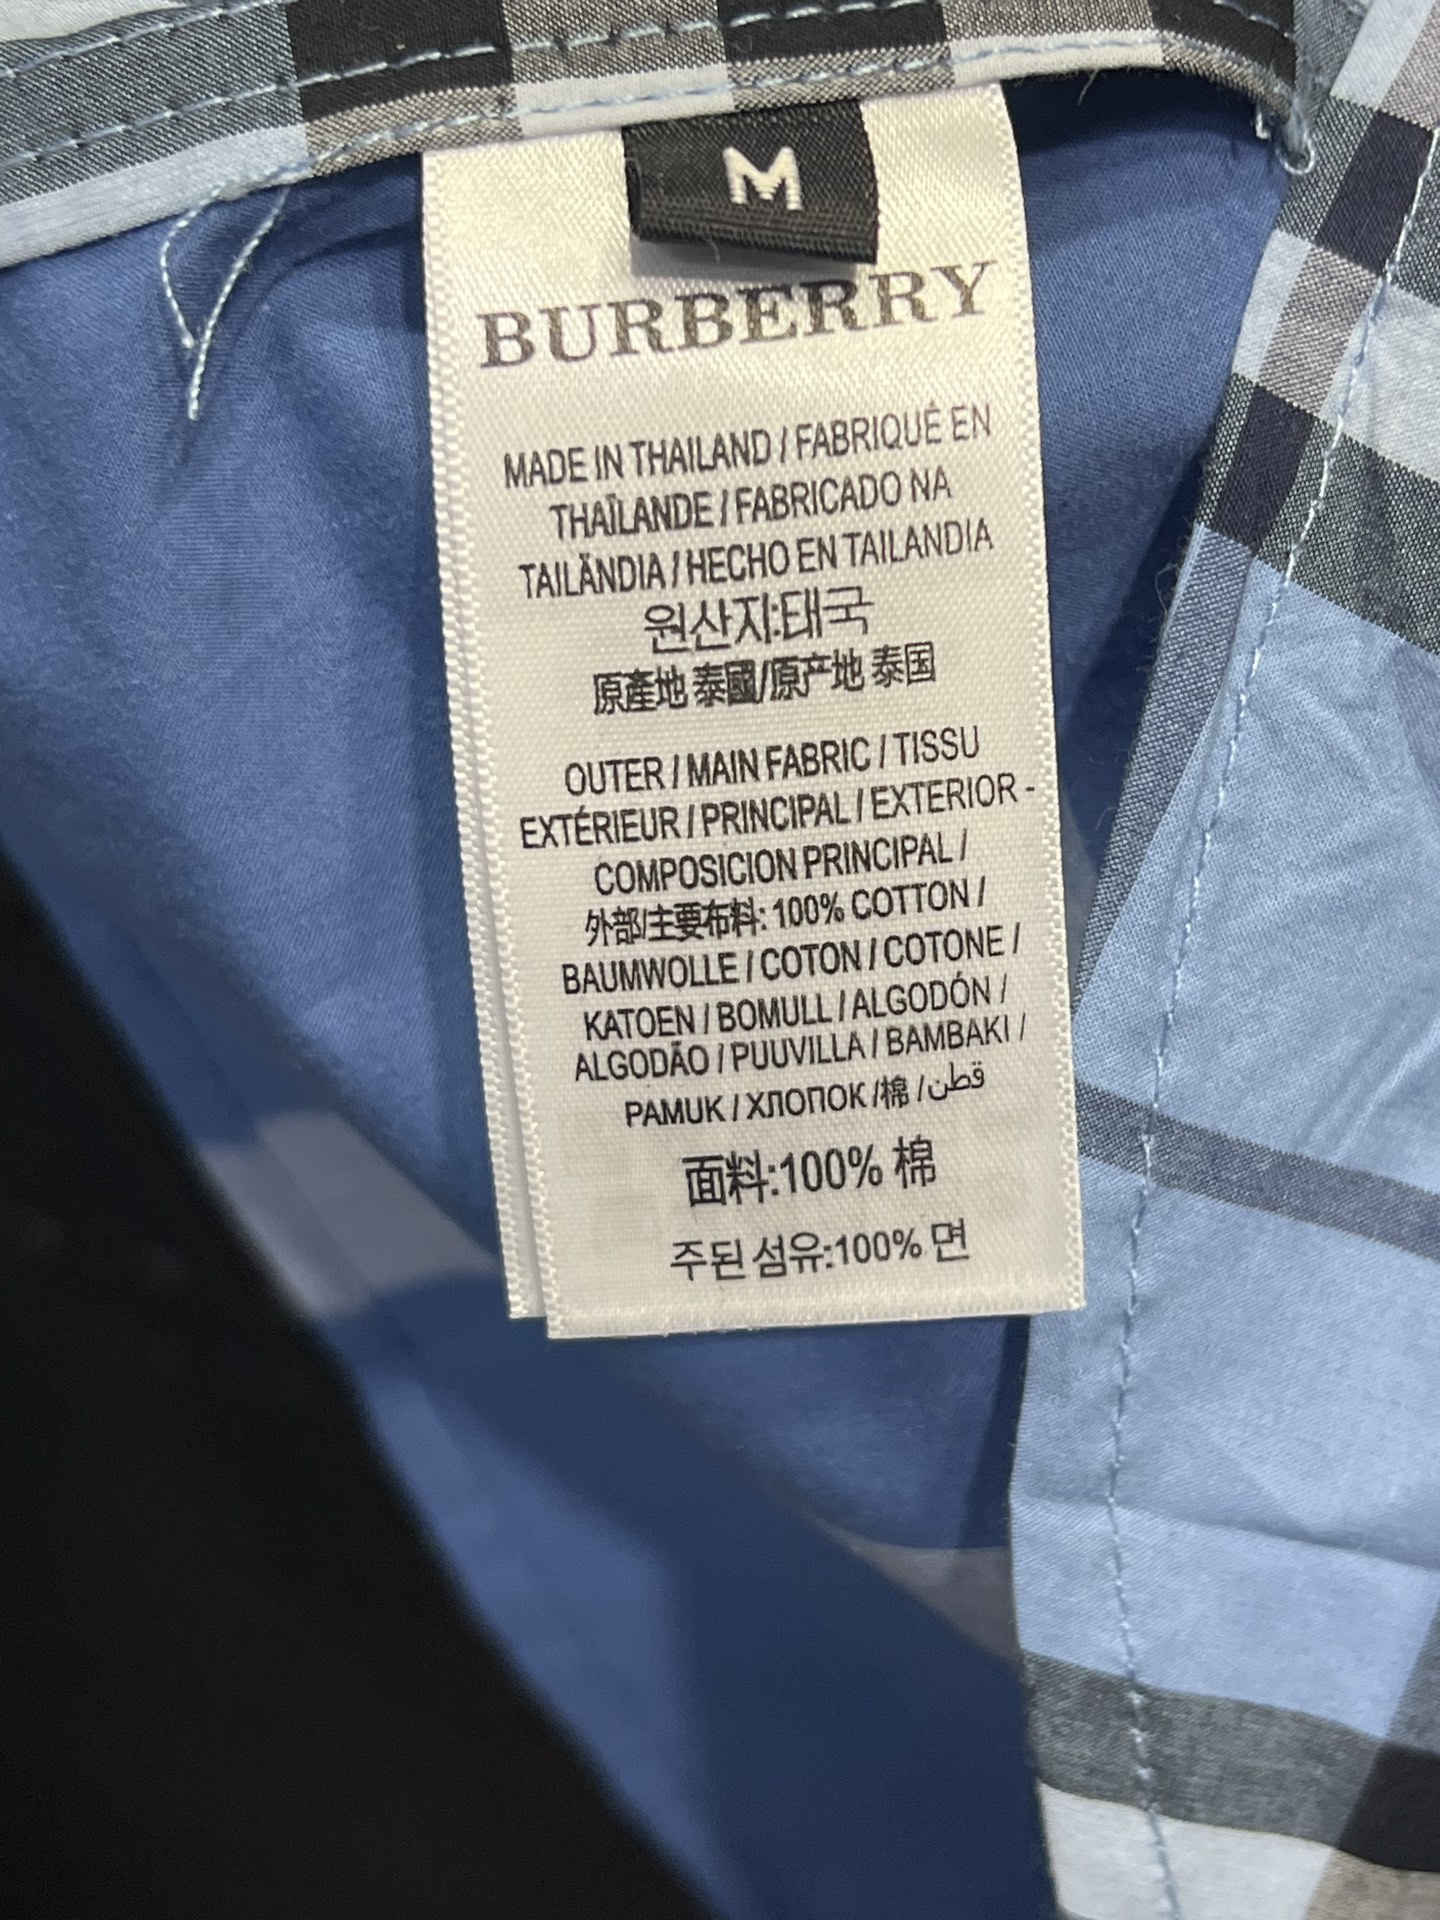 M
BURBERRY
MADE IN THAILAND / FABRIQUÉ EN
THAÏLANDE / FABRICADO NA
TAILÄNDIA / HECHO EN TAILANDIA
원산지:태국
原產地 泰國/原产地 泰国
OUTER / MAIN FABRIC / TISSU
EXTÉRIEUR / PRINCIPAL / EXTERIOR -
COMPOSICION PRINCIPAL /
外部/主要布料: 100% COTTON /
BAUMWOLLE / COTON / COTONE /
KATOEN / BOMULL / ALGODÓN /
ALGODÃO / PUUVILLA / BAMBAKI /
PAMUK / ХЛОПОК /棉 /قطن
面料:100% 棉
주된 섬유:100% 면